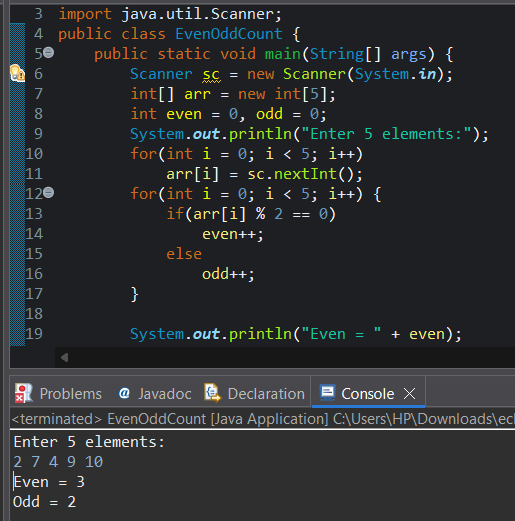 3 import java.util.Scanner;
4 public class EvenOddCount {
5 public static void main(String[] args) {
6 Scanner sc = new Scanner(System.in);
7 int[] arr = new int[5];
8 int even = 0, odd = 0;
9 System.out.println("Enter 5 elements:");
10 for(int i = 0; i < 5; i++)
11 arr[i] = sc.nextInt();
12 for(int i = 0; i < 5; i++) {
13 if(arr[i] % 2 == 0)
14 even++;
15 else
16 odd++;
17 }
18
19 System.out.println("Even = " + even);
Problems @ Javadoc Declaration Console
<terminated> EvenOddCount [Java Application] C:\Users\HP\Downloads\ecl
Enter 5 elements:
2 7 4 9 10
Even = 3
Odd = 2